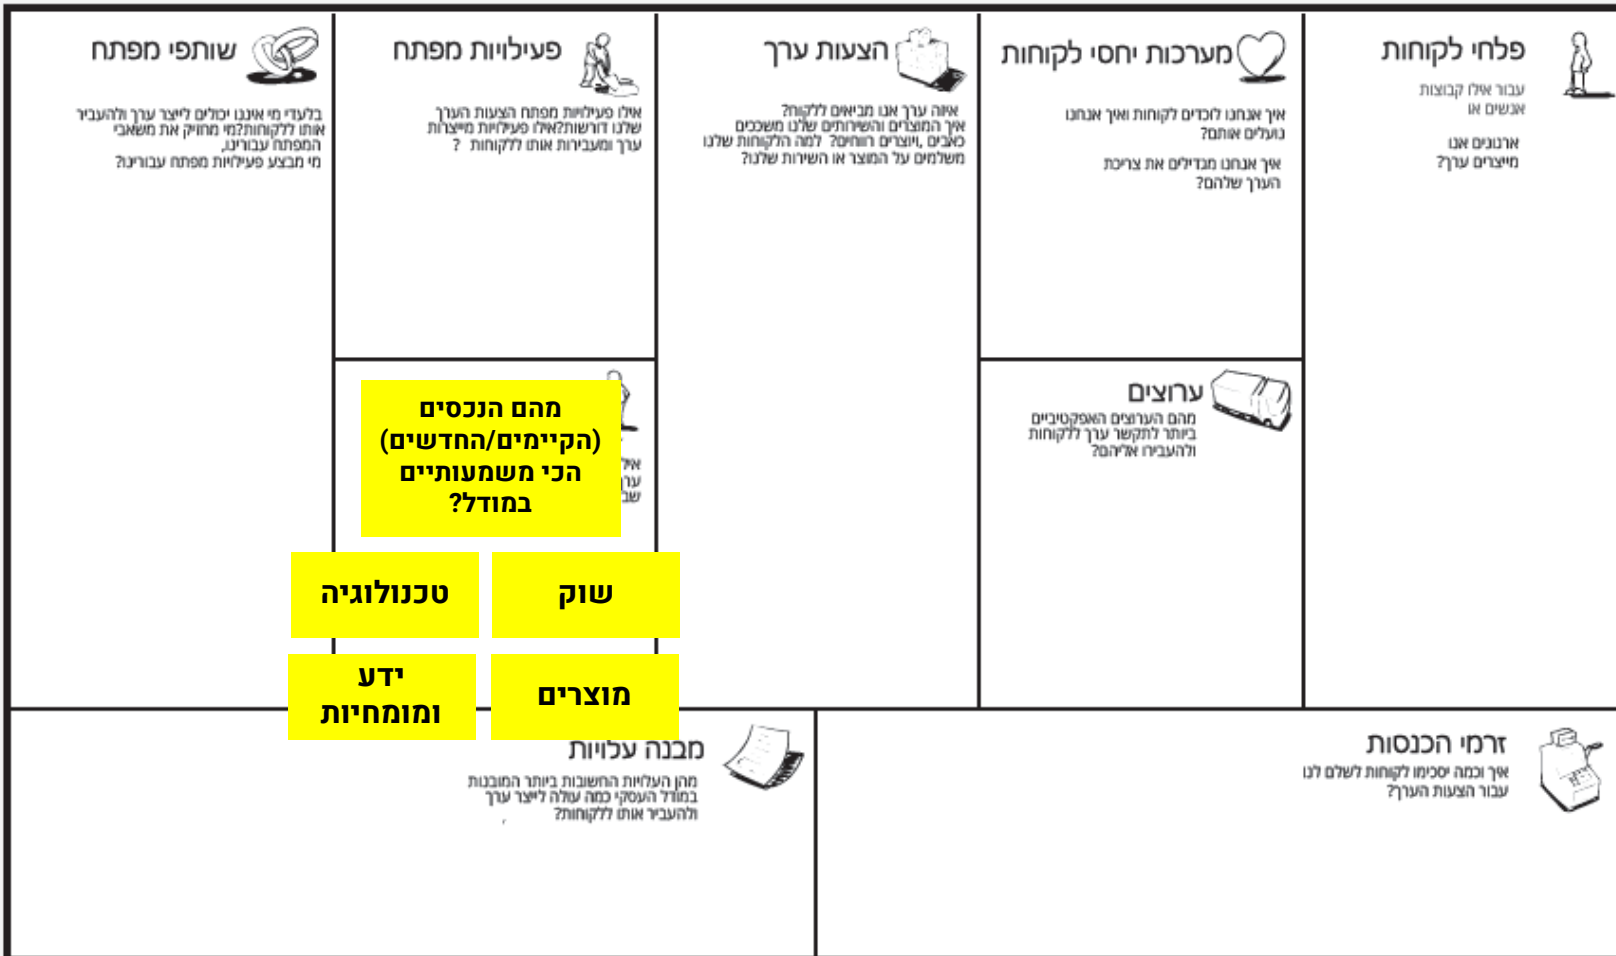 פלחי לקוחות
עבור אילו קבוצות
אנשים או
ארגונים אנו
מייצרים ערך?
מערכות יחסי לקוחות
איך אנחנו לוכדים לקוחות ואיך אנחנו
נועלים אותם?
איך אנחנו מגדילים את צריכת
הערך שלהם?
ערוצים
מהם הערוצים האפקטיביים
ביותר לתקשר ערך ללקוחות
ולהעבירו אליהם?
הצעות ערך
איזה ערך אנו מביאים ללקוח?
איך המוצרים והשירותים שלנו משככים
כאבים ,ויוצרים רווחים? למה הלקוחות שלנו
משלמים על המוצר או השירות שלנו?
פעילויות מפתח
אילו פעילויות מפתח הצעות הערך
שלנו דורשות?אילו פעילויות מייצרות
ערך ומעבירות אותו ללקוחות ?
איל
ער
שב
מהם הנכסים
(הקיימים/החדשים)
הכי משמעותיים
במודל?
שוק
טכנולוגיה
מוצרים
ידע
ומומחיות
שותפי מפתח
בלעדי מי איננו יכולים לייצר ערך ולהעביר
אותו ללקוחות?מי מחזיק את משאבי
המפתח עבורינו,
מי מבצע פעילויות מפתח עבורינו?
זרמי הכנסות
איך וכמה יסכימו לקוחות לשלם לנו
עבור הצעות הערך?
מבנה עלויות
מהן העלויות החשובות ביותר המובנות
במודל העסקי כמה עולה לייצר ערך
ולהעביר אותו ללקוחות?